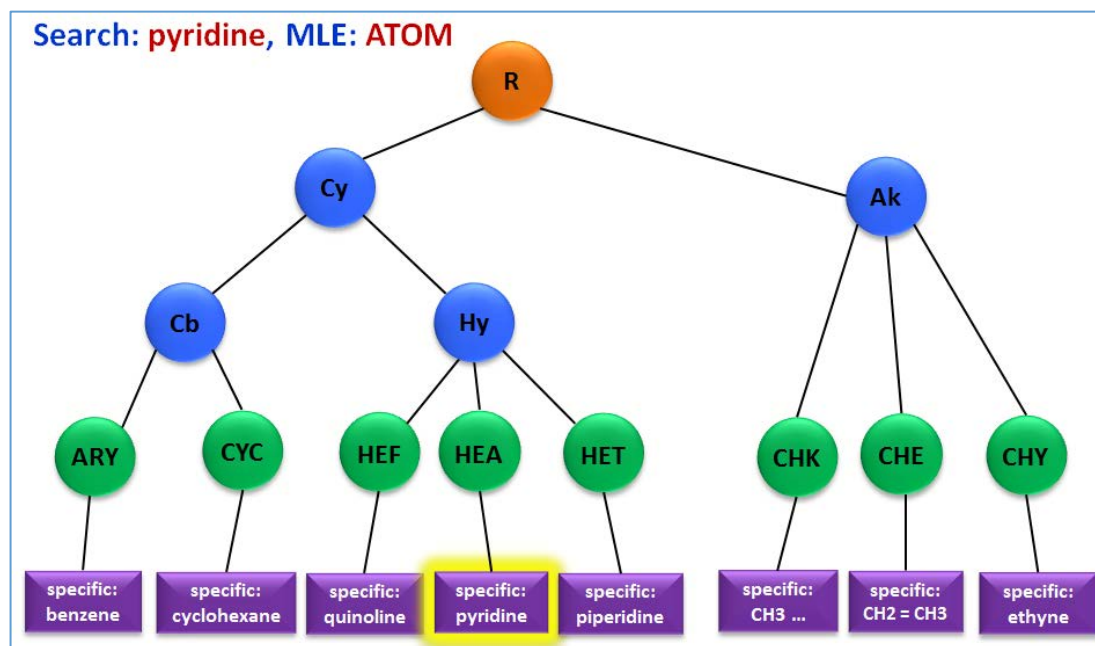 Search: pyridine, MLE: ATOM
R
Cy
Ak
Cb
Hy
ARY
CYC
HEF
HEA
HET
CHK
CHE
CHY
specific:
benzene
specific:
cyclohexane
specific:
quinoline
specific:
pyridine
specific:
piperidine
specific:
CH3 ...
specific:
CH2 = CH3
specific:
ethyne